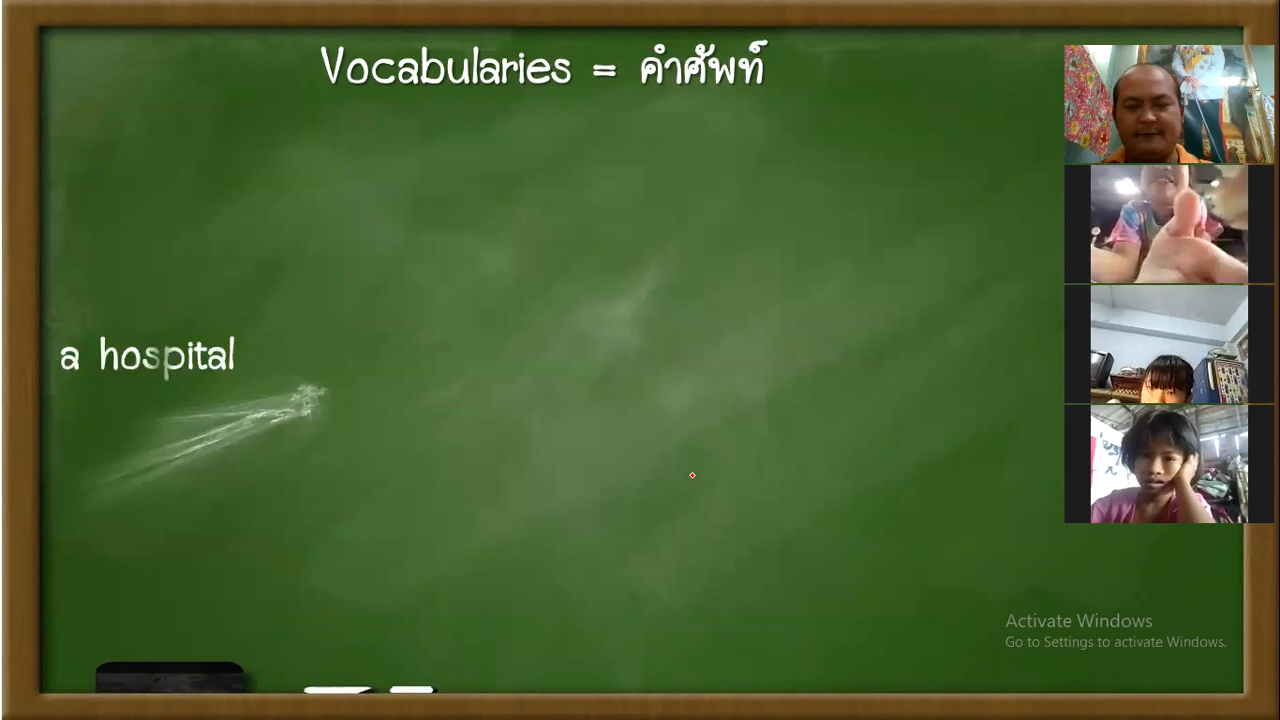 Vocabularies = คำศัพท์
a hospital
Activate Windows
Go to Settings to activate Windows.